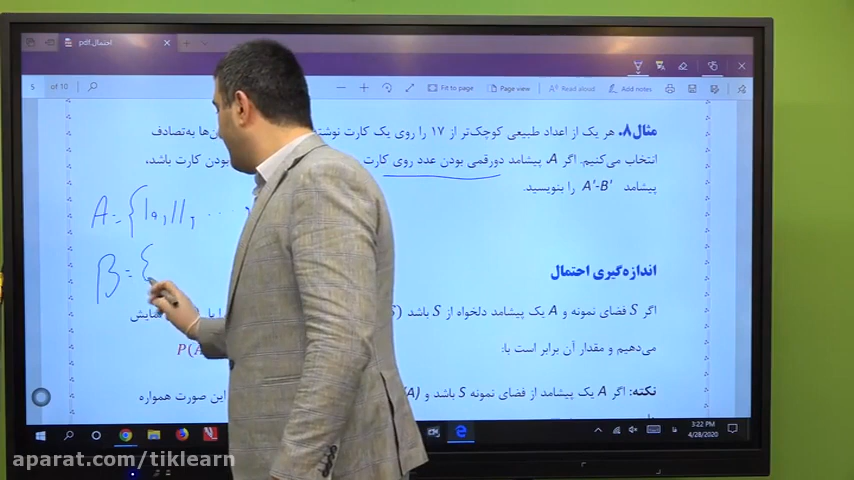 احتمال.pdf
5 of 10
Fit to page
Page view
Read aloud
مثال۸. هر یک از اعداد طبیعی کوچک‌تر از ۱۷ را روی یک کارت به‌تصادف
انتخاب می‌کنیم. اگر A، پیشامد دورقمی بودن عدد روی کارت بودن کارت باشد،
پیشامد A'-B' را بنویسید.
A = { 10, 11,
B = {
اندازه‌گیری احتمال
اگر S فضای نمونه و A یک پیشامد دلخواه از S باشد
می‌دهیم و مقدار آن برابر است با:
P(A
نکته: اگر A یک پیشامد از فضای نمونه S باشد و (A) این صورت همواره
3:22 PM
4/28/2020
aparat.com/tiklearn